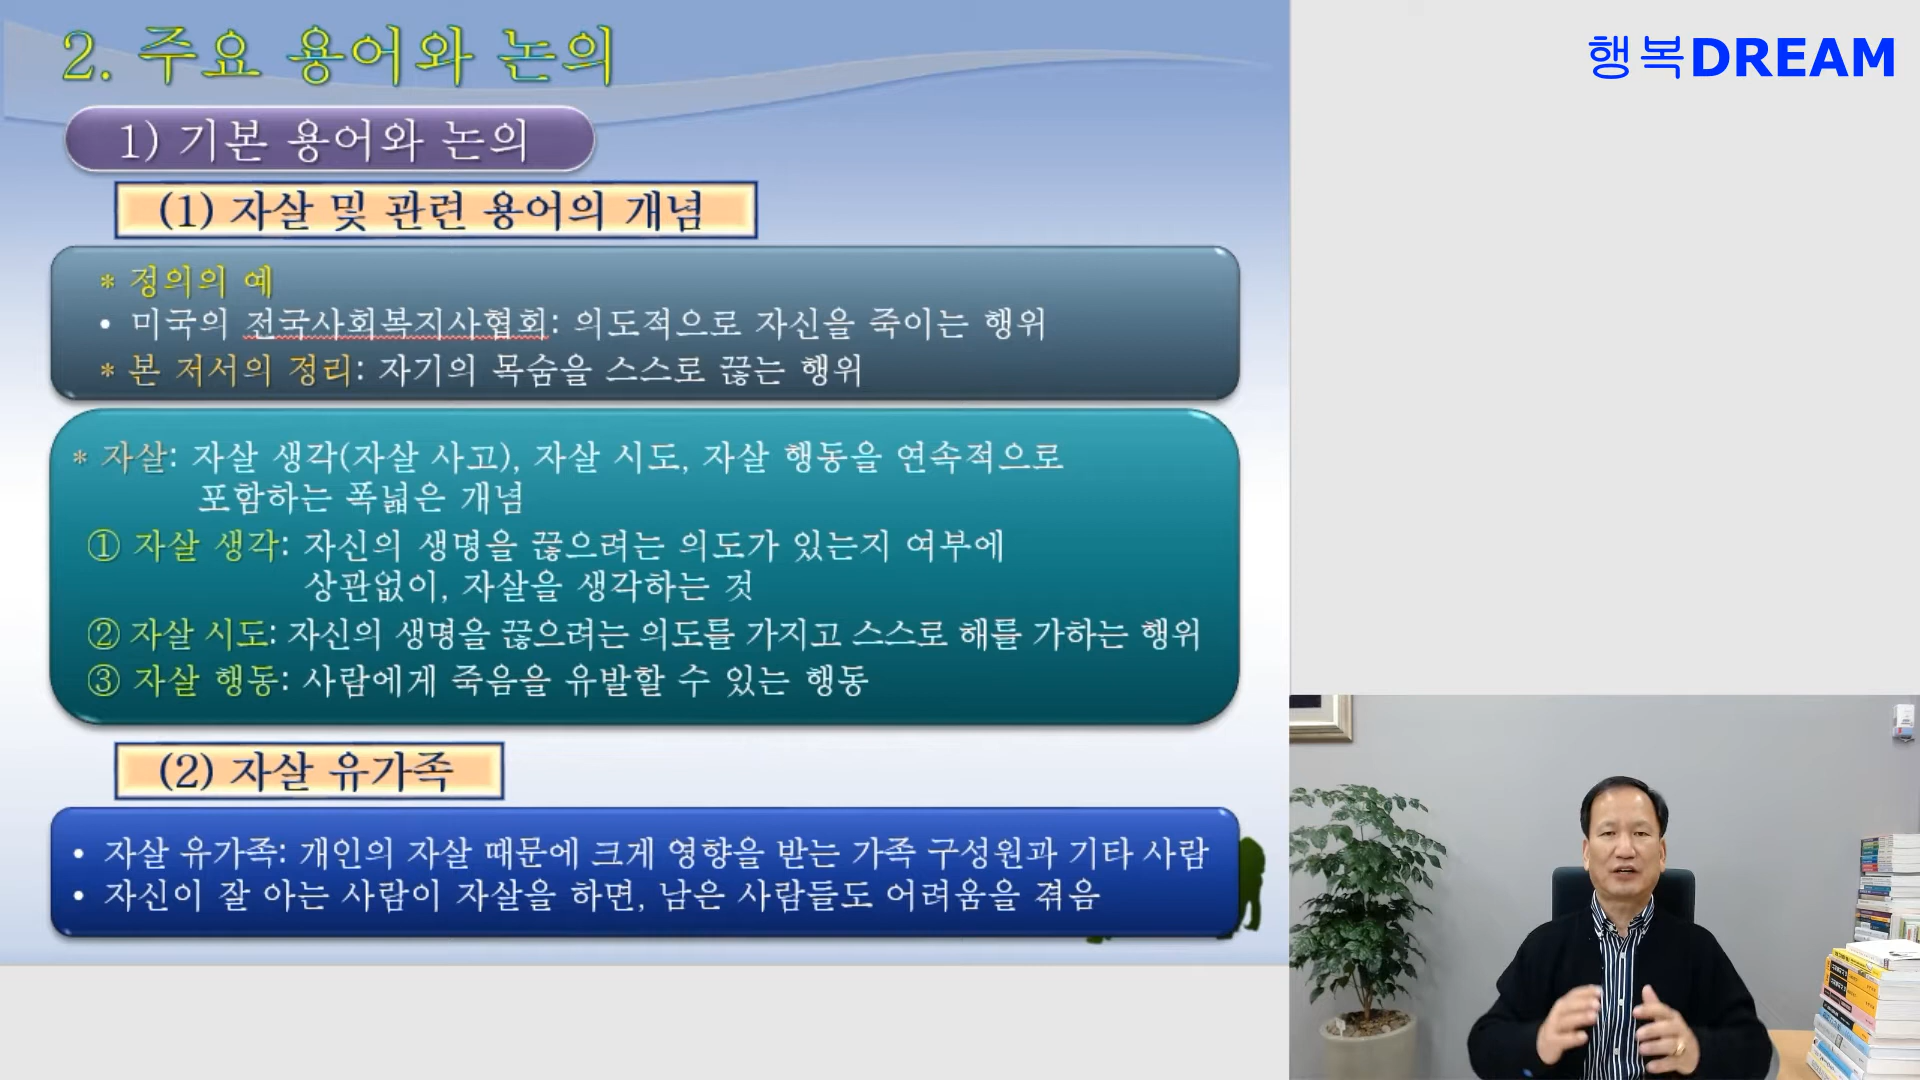 2. 주요 용어와 논의
행복DREAM
1) 기본 용어와 논의
(1) 자살 및 관련 용어의 개념
* 정의의 예
• 미국의 전국사회복지사협회: 의도적으로 자신을 죽이는 행위
* 본 저서의 정리: 자기의 목숨을 스스로 끊는 행위
* 자살: 자살 생각(자살 사고), 자살 시도, 자살 행동을 연속적으로
포함하는 폭넓은 개념
① 자살 생각: 자신의 생명을 끊으려는 의도가 있는지 여부에
상관없이, 자살을 생각하는 것
② 자살 시도: 자신의 생명을 끊으려는 의도를 가지고 스스로 해를 가하는 행위
③ 자살 행동: 사람에게 죽음을 유발할 수 있는 행동
(2) 자살 유가족
• 자살 유가족: 개인의 자살 때문에 크게 영향을 받는 가족 구성원과 기타 사람
• 자신이 잘 아는 사람이 자살을 하면, 남은 사람들도 어려움을 겪음